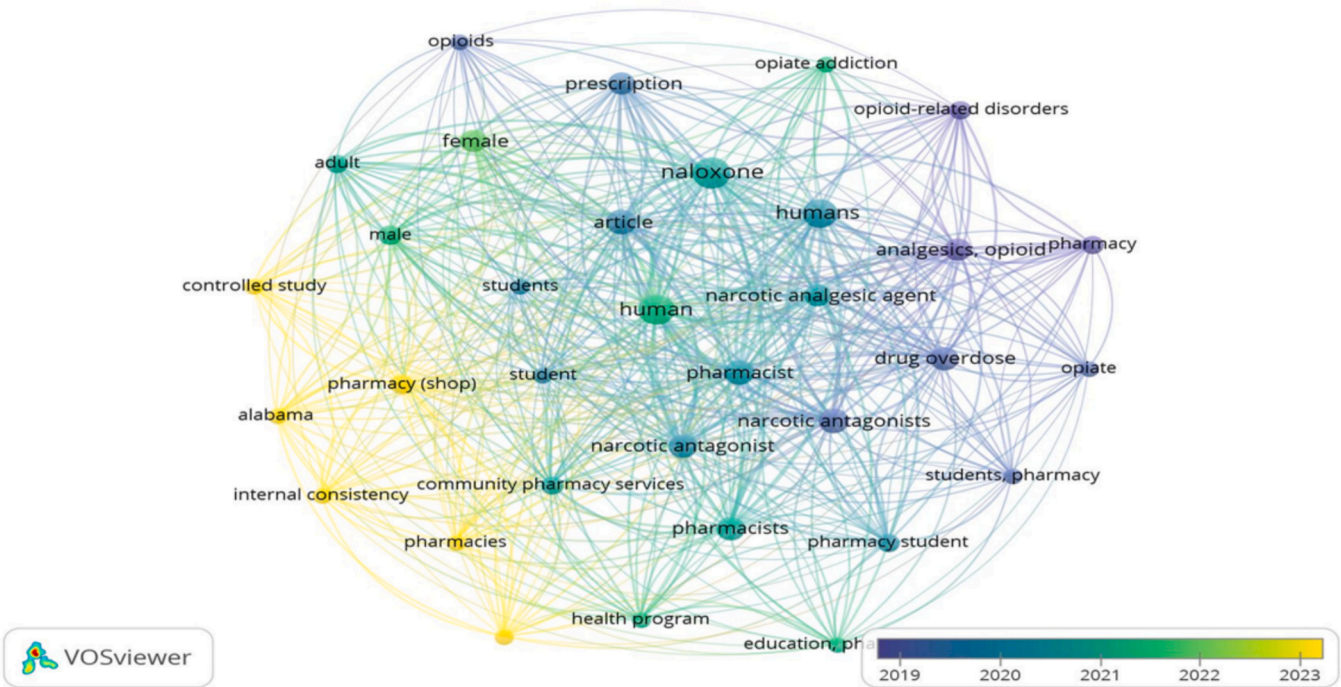 opioids
opiate addiction
prescription
opioid-related disorders
female
adult
naloxone
humans
article
male
analgesics, opioid
pharmacy
controlled study
students
narcotic analgesic agent
human
drug overdose
opiate
pharmacist
student
pharmacy (shop)
alabama
narcotic antagonists
narcotic antagonist
students, pharmacy
community pharmacy services
internal consistency
pharmacists
pharmacies
pharmacy student
health program
education, pha
VOSviewer
2019 2020 2021 2022 2023